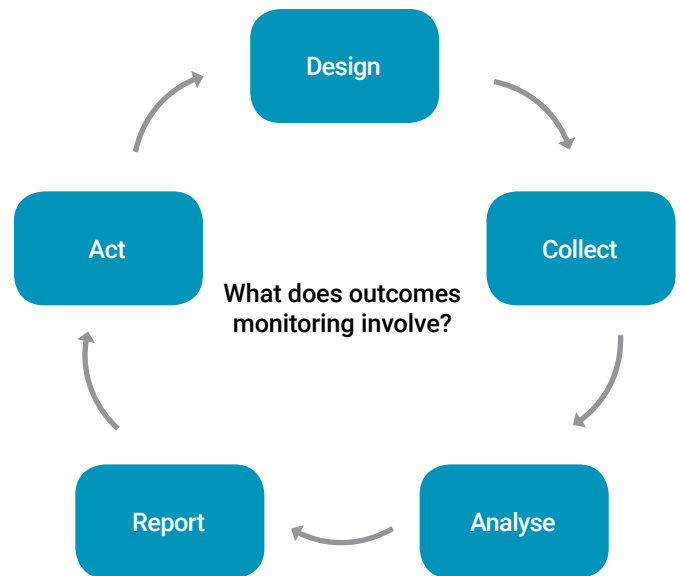 Design
Collect
Analyse
Report
Act
What does outcomes
monitoring involve?